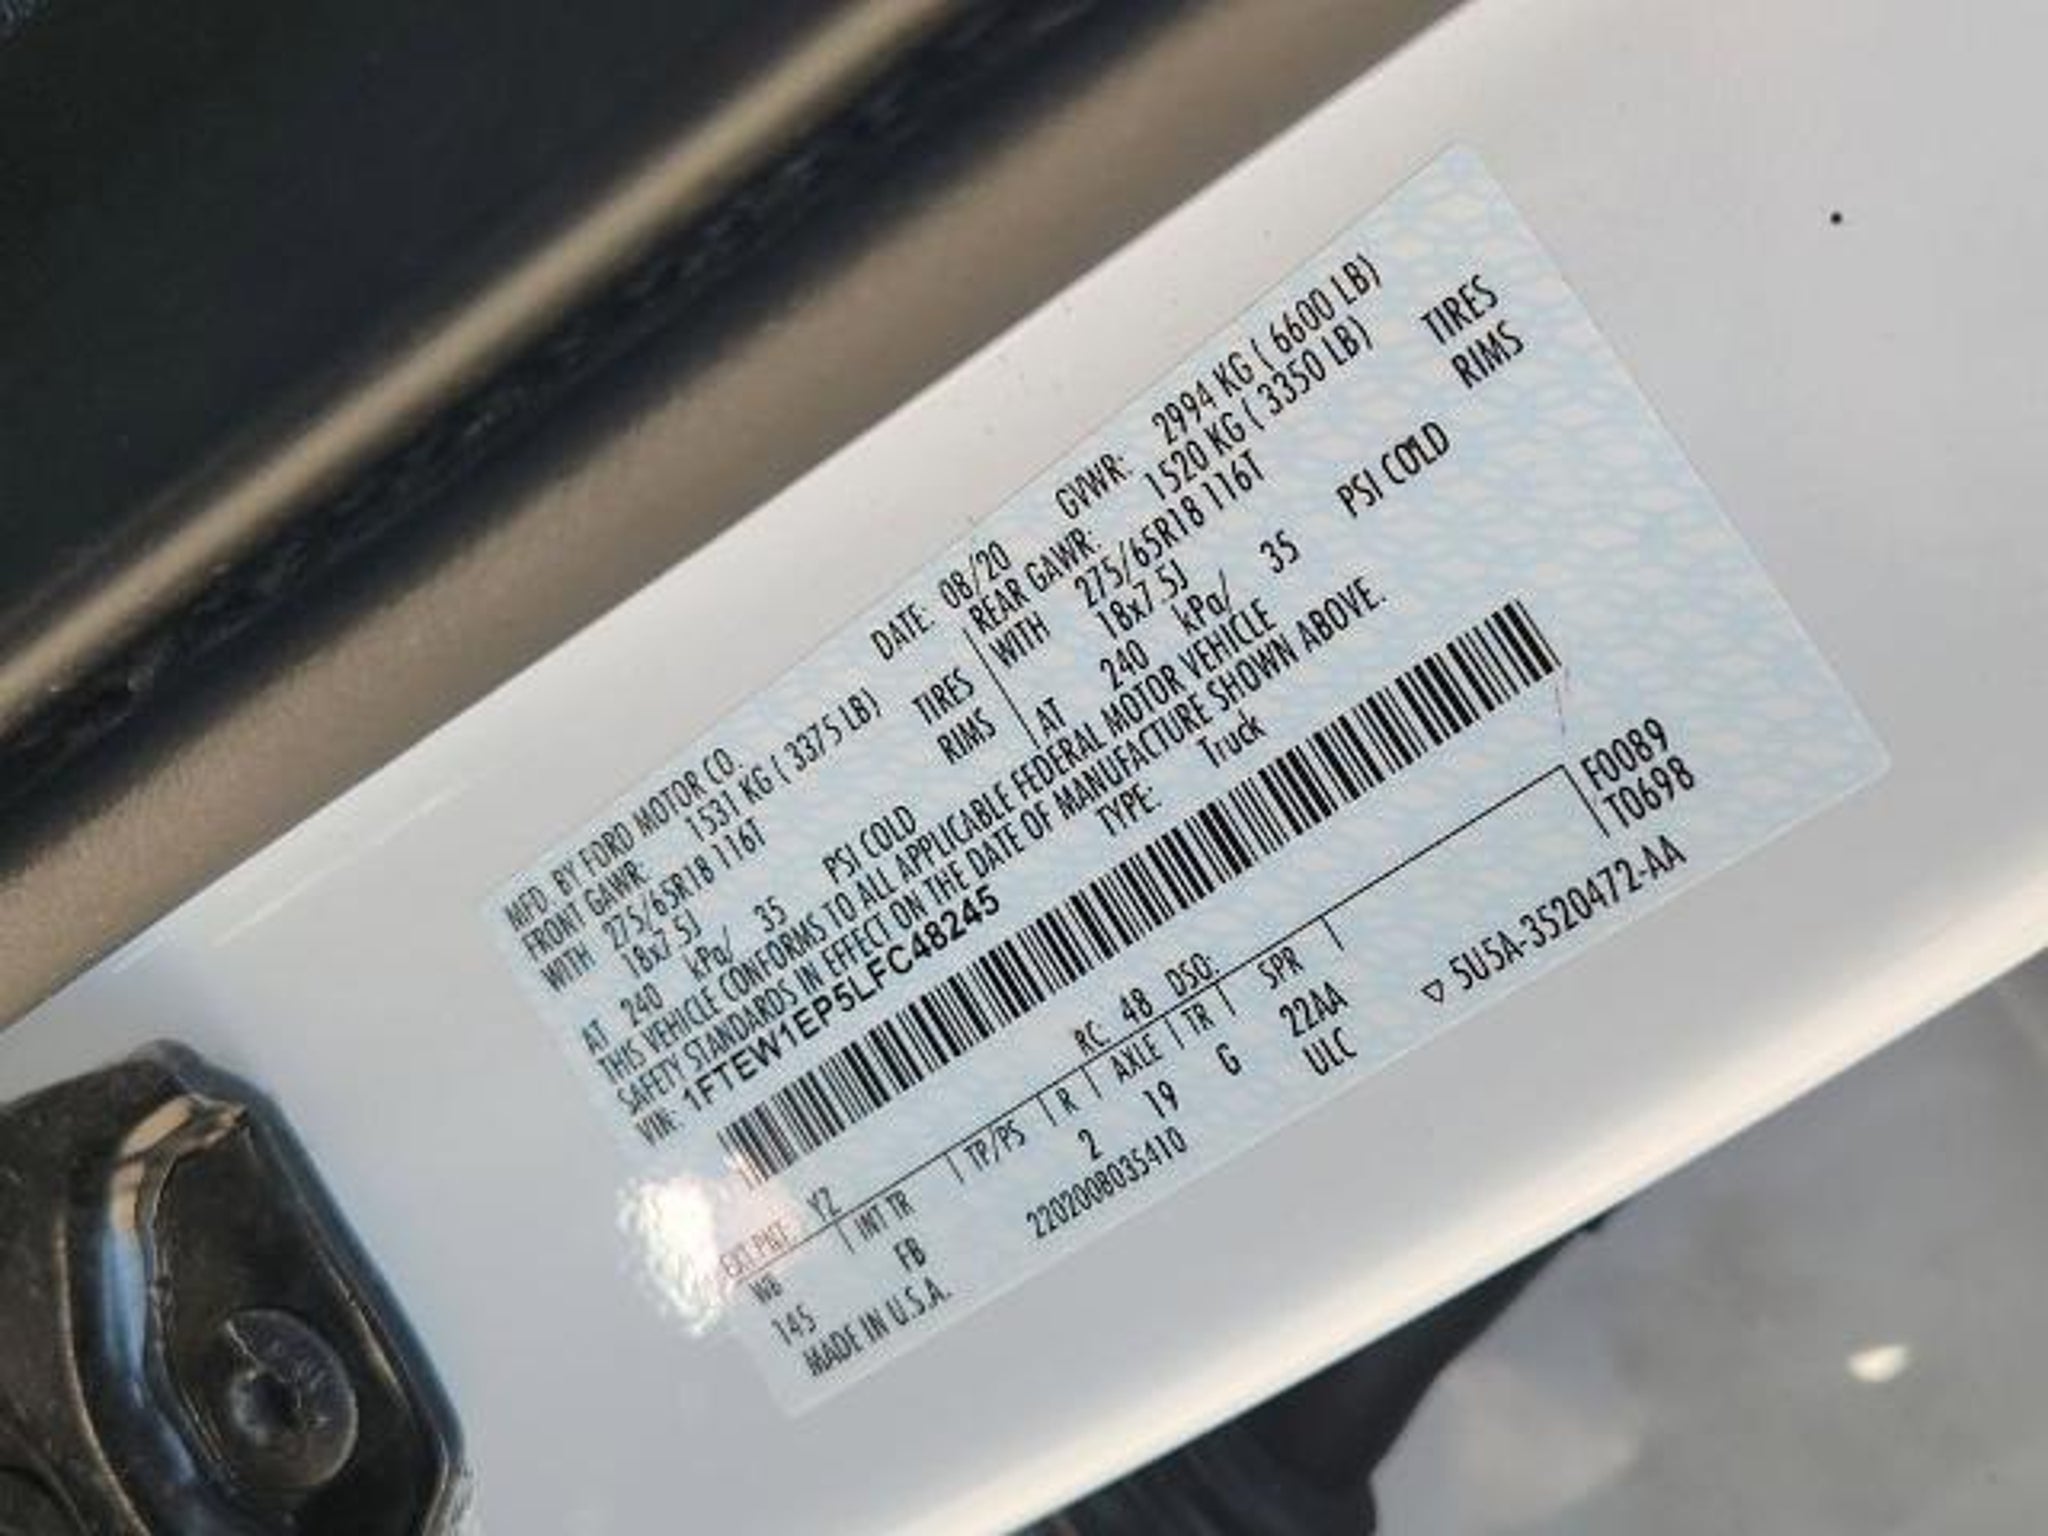 MFD. BY FORD MOTOR CO.
DATE: 08/20
GVWR: 2994 KG ( 6600 LB)
FRONT GAWR: 1531 KG ( 3375 LB)
REAR GAWR: 1520 KG ( 3350 LB)
WITH 275/65R18 116T TIRES
WITH 275/65R18 116T TIRES
18x7.5J RIMS
18x7.5J RIMS
AT 240 kPa/ 35 PSI COLD
AT 240 kPa/ 35 PSI COLD
THIS VEHICLE CONFORMS TO ALL APPLICABLE FEDERAL MOTOR VEHICLE
SAFETY STANDARDS IN EFFECT ON THE DATE OF MANUFACTURE SHOWN ABOVE.
VIN: 1FTEW1EP5LFC48245
TYPE: Truck
F0089
T0698
EXT PNT: YZ RC 48 DSO:
WB INT TR TP/PS R AXLE TR SPR
145 FB 2 19 G 22AA
MADE IN U.S.A. 2202008035410 ULC
▽ 5U5A-3520472-AA